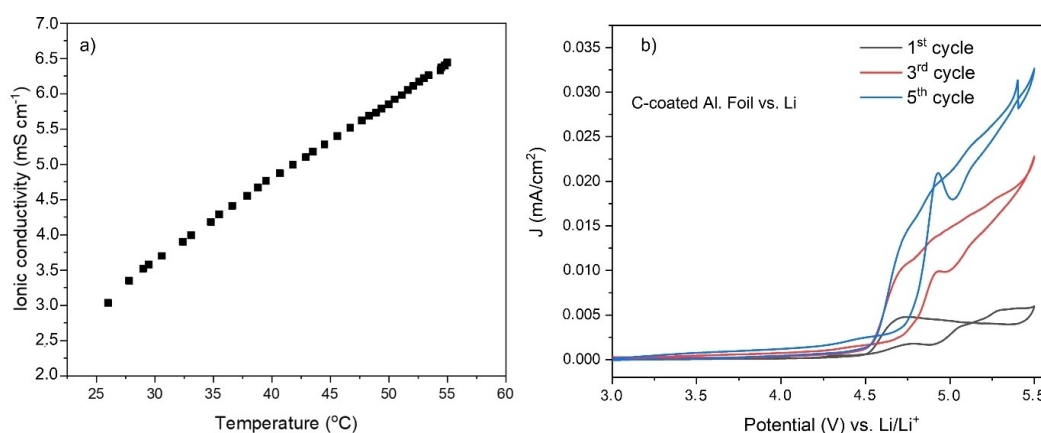 a)
Ionic conductivity (mS cm⁻¹)
7.0
6.5
6.0
5.5
5.0
4.5
4.0
3.5
3.0
2.5
2.0
25 30 35 40 45 50 55 60
Temperature (°C)
b)
1st cycle
3rd cycle
5th cycle
C-coated Al. Foil vs. Li
J (mA/cm²)
0.035
0.030
0.025
0.020
0.015
0.010
0.005
0.000
3.0 3.5 4.0 4.5 5.0 5.5
Potential (V) vs. Li/Li⁺